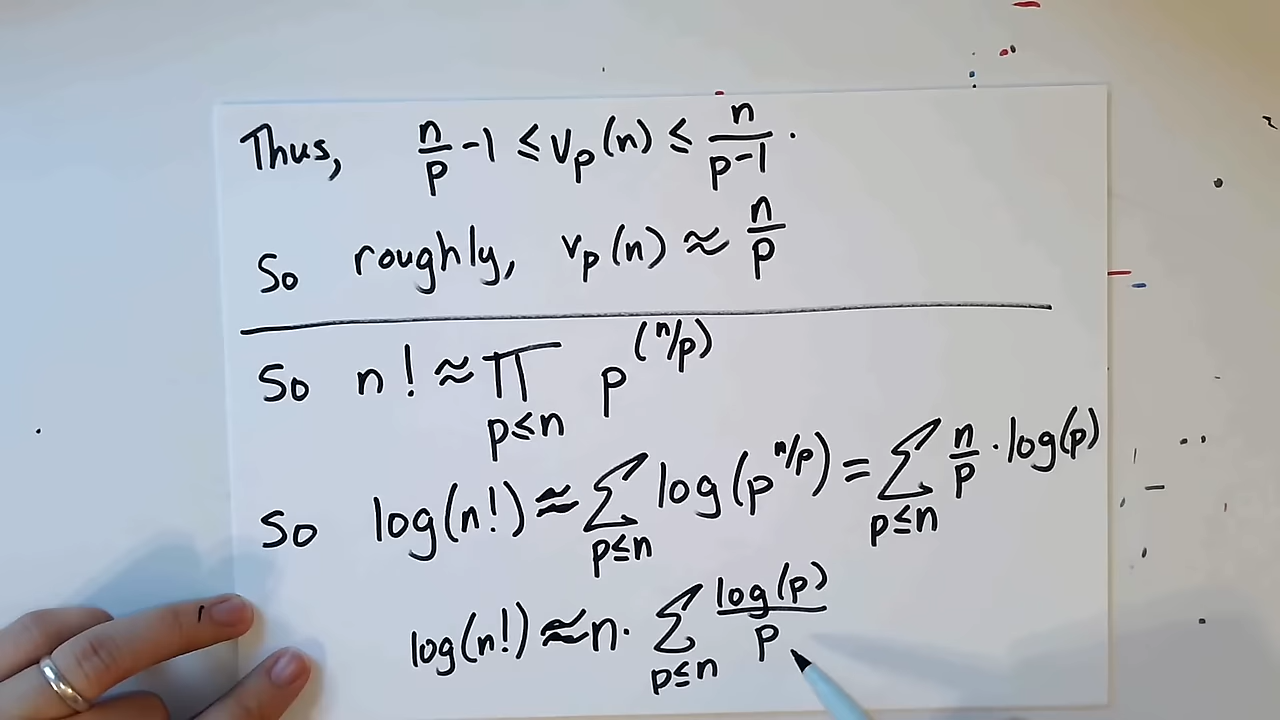 Thus, n/p - 1 ≤ v_p(n) ≤ n/(p-1).
So roughly, v_p(n) ≈ n/p
So n! ≈ ∏_{p≤n} p^(n/p)
So log(n!) ≈ ∑_{p≤n} log(p^{n/p}) = ∑_{p≤n} n/p · log(p)
log(n!) ≈ n · ∑_{p≤n} log(p)/p